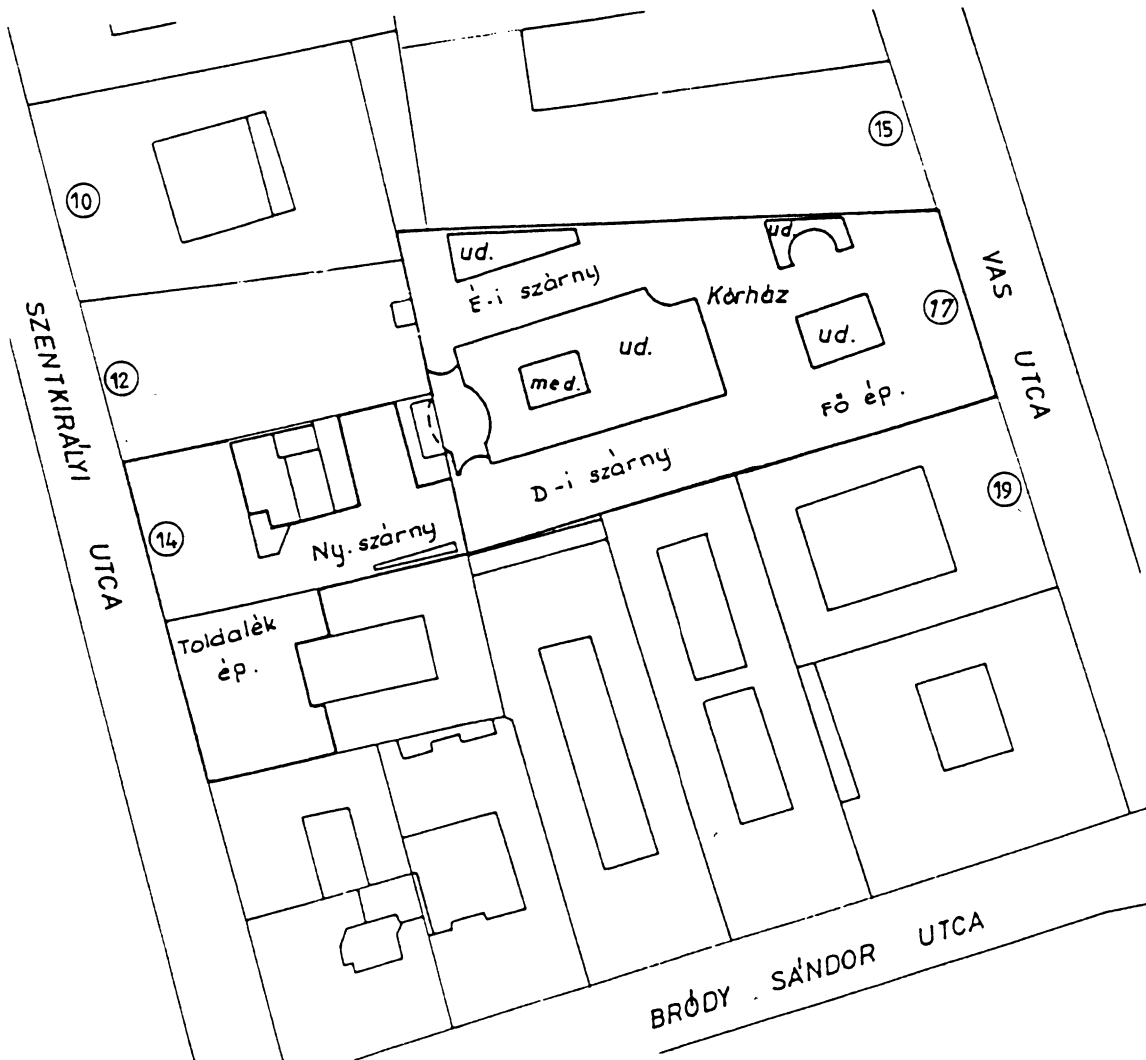 15
10
ud.
ud.
É-i szárny
Kórház
VAS UTCA
17
ud.
ud.
med.
Fő ép.
SZENTKIRÁLYI UTCA
12
D-i szárny
19
14
Ny. szárny
Toldalék
ép.
BRÓDY SÁNDOR UTCA